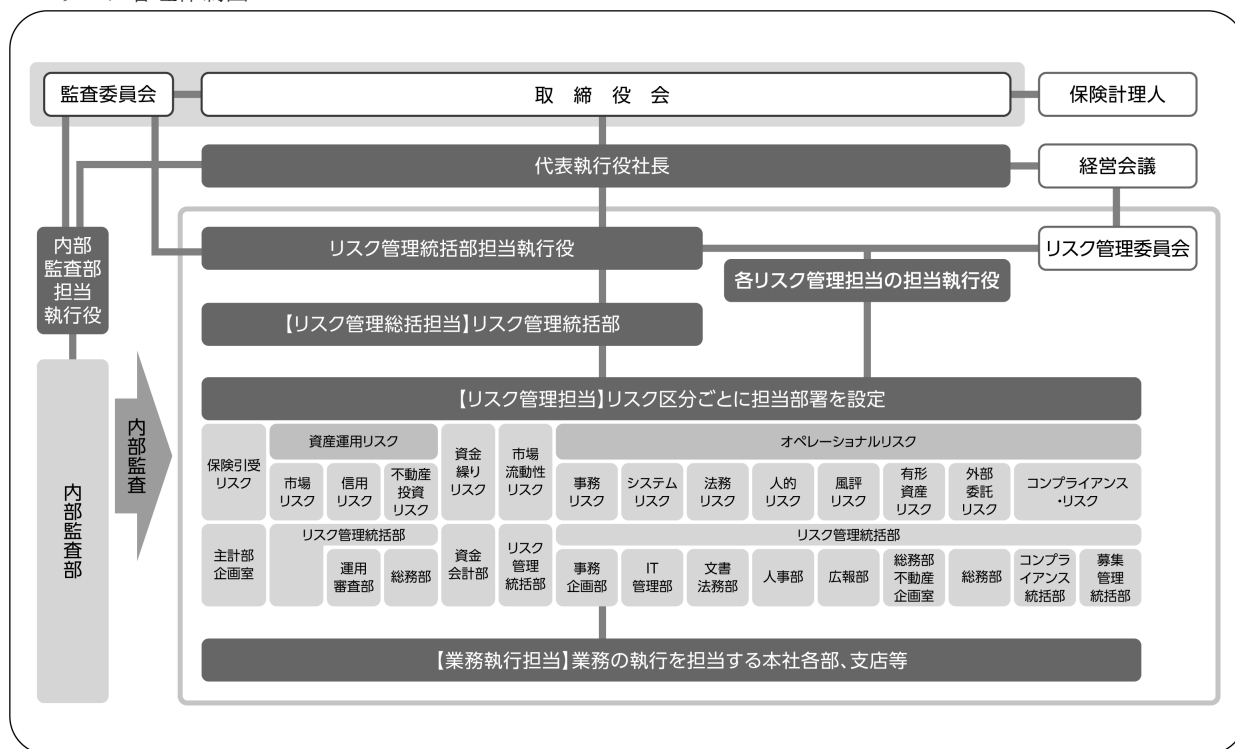 監査委員会
取締役会
保険計理人
代表執行役社長
経営会議
内部
監査部
担当
執行役
リスク管理統括部担当執行役
リスク管理委員会
各リスク管理担当の担当執行役
【リスク管理総括担当】リスク管理統括部
内部監査部
内部監査
【リスク管理担当】リスク区分ごとに担当部署を設定
保険引受
リスク
資産運用リスク
市場
リスク
信用
リスク
不動産
投資
リスク
資金
繰り
リスク
市場
流動性
リスク
オペレーショナルリスク
事務
リスク
システム
リスク
法務
リスク
人的
リスク
風評
リスク
有形
資産
リスク
外部
委託
リスク
コンプライアンス
・リスク
主計部
企画室
リスク管理統括部
運用
審査部
総務部
資金
会計部
リスク
管理
統括部
リスク管理統括部
事務
企画部
IT
管理部
文書
法務部
人事部
広報部
総務部
不動産
企画室
総務部
コンプラ
イアンス
統括部
募集
管理
統括部
【業務執行担当】業務の執行を担当する本社各部、支店等